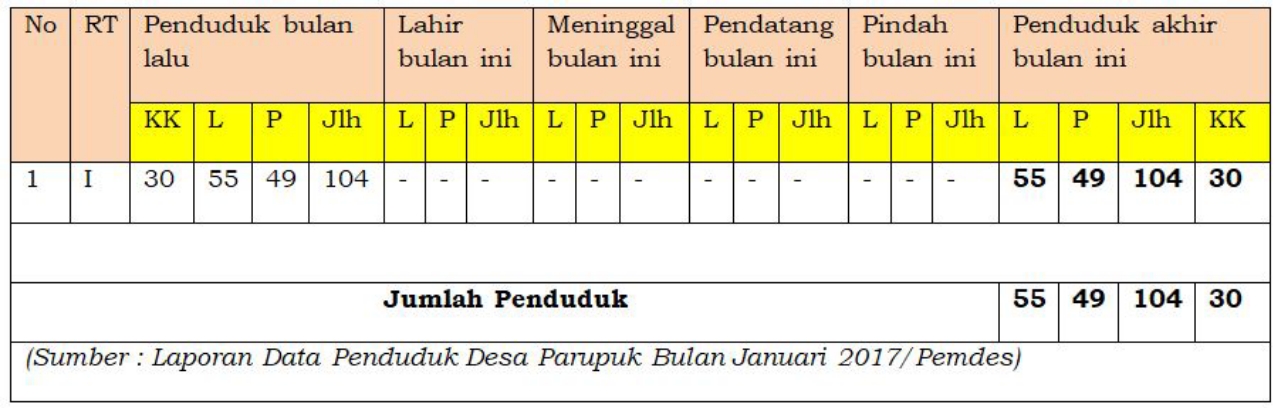 No RT Penduduk bulan lalu Lahir bulan ini Meninggal bulan ini Pendatang bulan ini Pindah bulan ini Penduduk akhir bulan ini
KK L P Jlh L P Jlh L P Jlh L P Jlh L P Jlh L P Jlh KK
1 I 30 55 49 104 - - - - - - - - - - - - 55 49 104 30
Jumlah Penduduk 55 49 104 30
(Sumber : Laporan Data Penduduk Desa Parupuk Bulan Januari 2017/Pemdes)